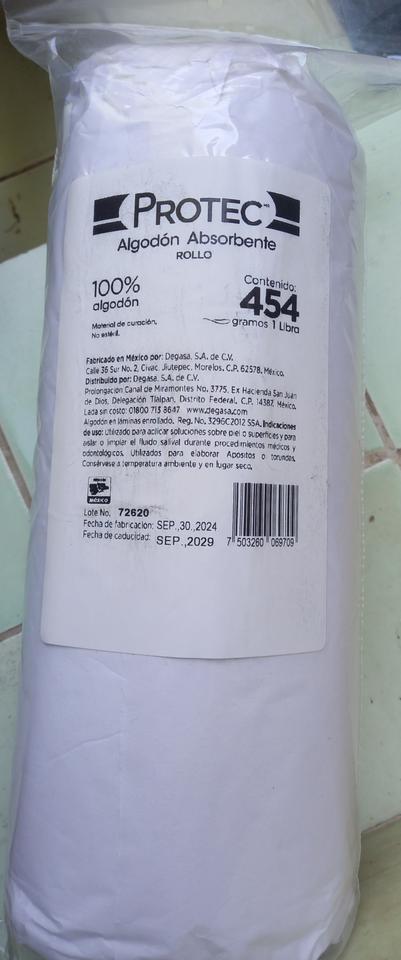 PROTEC MR
Algodón Absorbente
ROLLO
100%
algodón
Contenido:
454
gramos 1 Libra
Material de curación.
No estéril.
Fabricado en México por: Degasa, S.A. de C.V.
Calle 36 Sur No. 2, Civac, Jiutepec, Morelos, C.P. 62578, México.
Distribuido por: Degasa, S.A. de C.V.
Prolongación Canal de Miramontes No. 3775, Ex Hacienda San Juan
de Dios, Delegación Tlalpan, Distrito Federal, C.P. 14387, México.
Lada sin costo: 01800 713 8647 www.degasa.com
Algodón en láminas enrollado. Reg. No. 3296C2012 SSA. Indicaciones
de uso: Utilizado para aplicar soluciones sobre piel o superficies y para
aislar o limpiar el fluido salival durante procedimientos médicos y
odontológicos. Utilizados para elaborar Apósitos o torundas.
Consérvese a temperatura ambiente y en lugar seco.
HECHO EN
MÉXICO
Lote No. 72620
Fecha de fabricación: SEP.,30.,2024
Fecha de caducidad: SEP.,2029
7 503260 069709